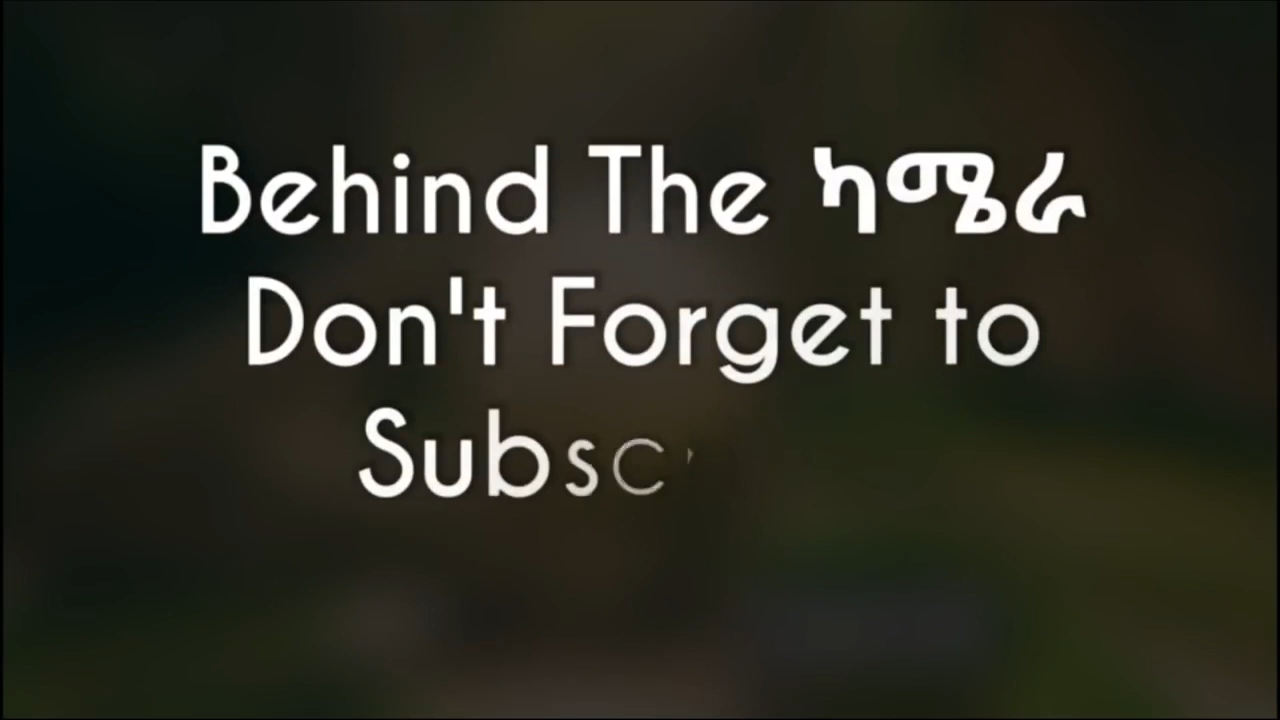 Behind The ካሜራ
Don't Forget to
Subsc